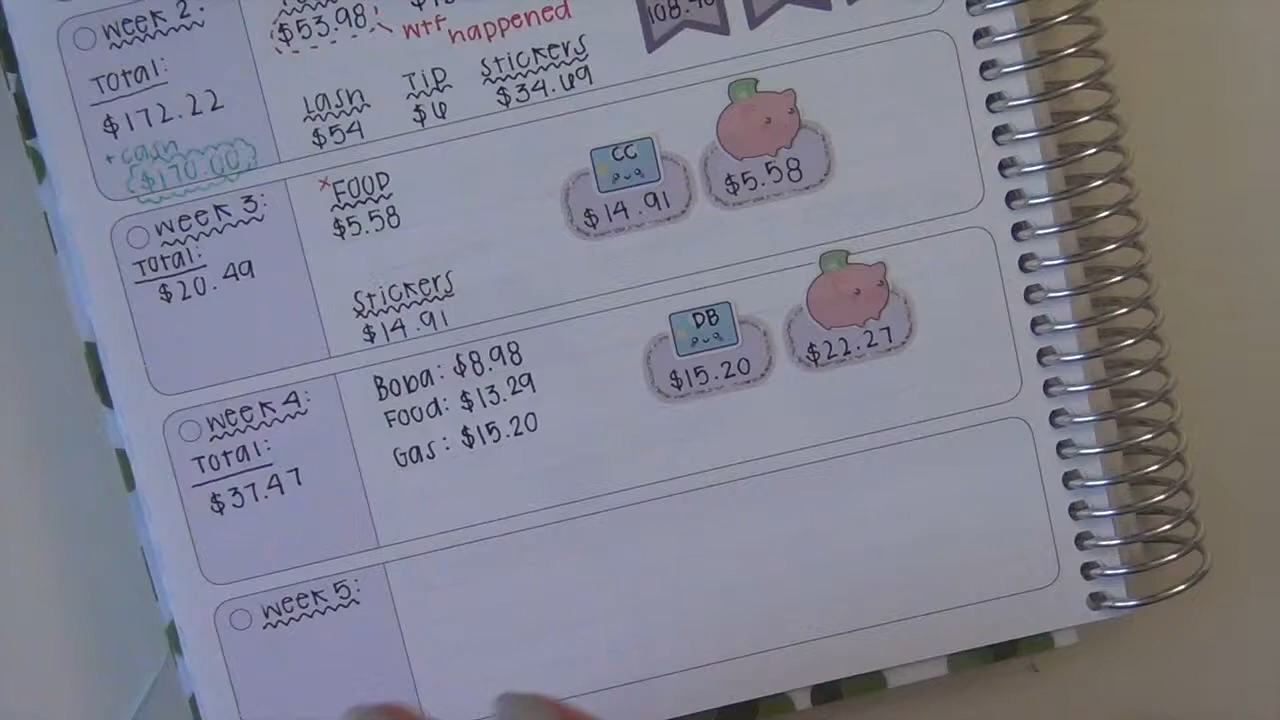 week 2:
Total:
$172.22
+ cash
$170.00
$53.98
wtf happened
Lash
$54
Tip
$6
Stickers
$34.69
week 3:
Total:
$20.49
×FOOD
$5.58
Stickers
$14.91
CC
$14.91
$5.58
week 4:
Total:
$37.47
Boba: $8.98
Food: $13.29
Gas: $15.20
DB
$15.20
$22.27
week 5: